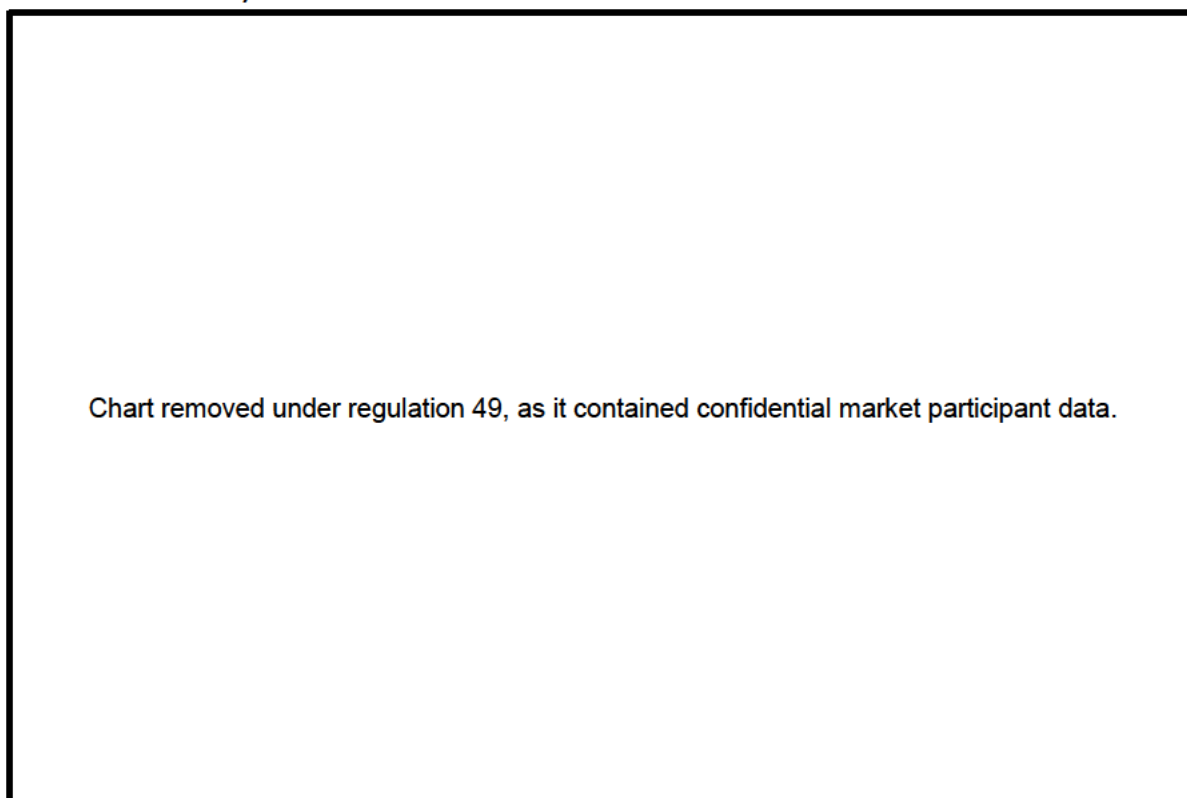 Chart removed under regulation 49, as it contained confidential market participant data.